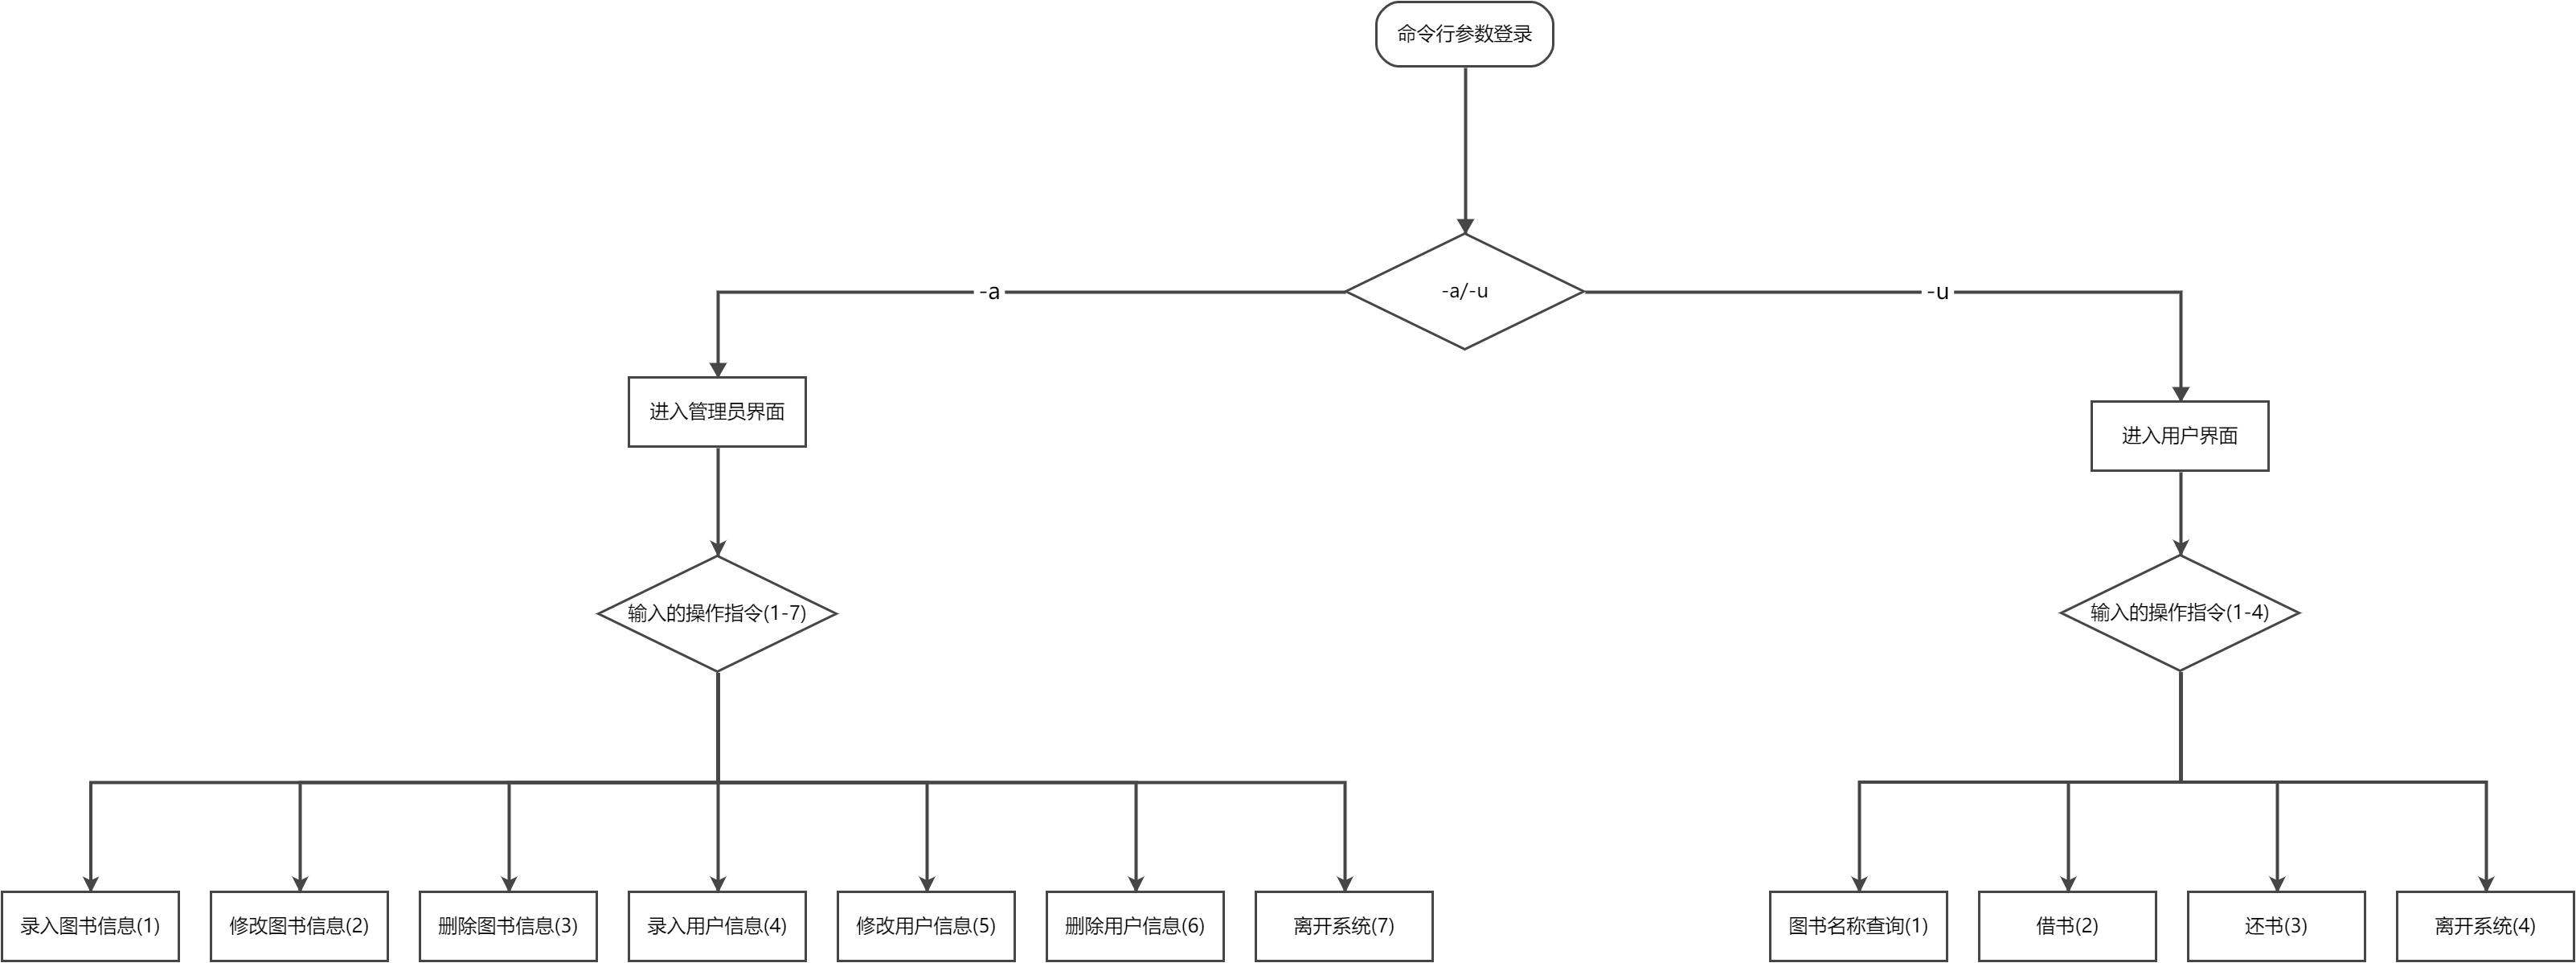 命令行参数登录
-a/-u
-a
-u
进入管理员界面
进入用户界面
输入的操作指令(1-7)
输入的操作指令(1-4)
录入图书信息(1)
修改图书信息(2)
删除图书信息(3)
录入用户信息(4)
修改用户信息(5)
删除用户信息(6)
离开系统(7)
图书名称查询(1)
借书(2)
还书(3)
离开系统(4)